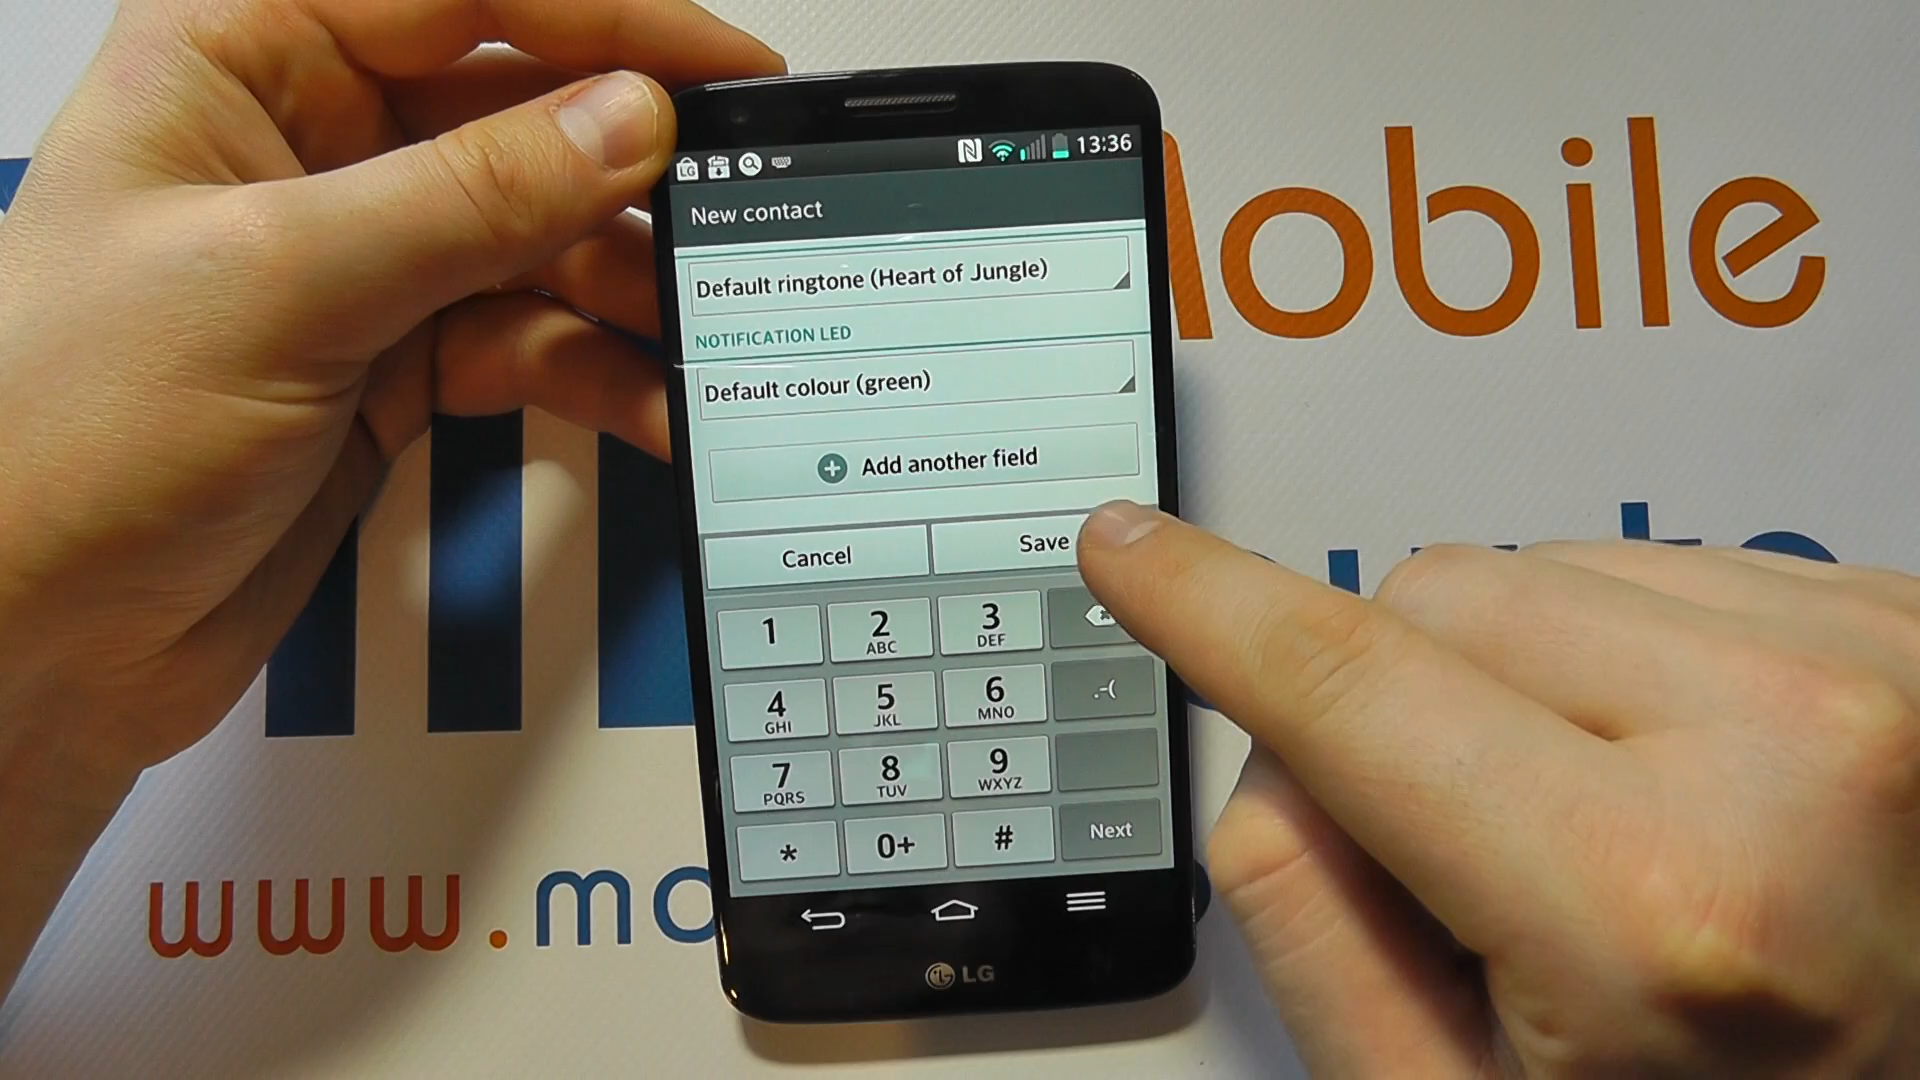 Mobile
LG
13:36
New contact
Default ringtone (Heart of Jungle)
NOTIFICATION LED
Default colour (green)
Add another field
Cancel
Save
1
2
ABC
3
DEF
4
GHI
5
JKL
6
MNO
.-(
7
PQRS
8
TUV
9
WXYZ
*
0+
#
Next
LG
www.mo